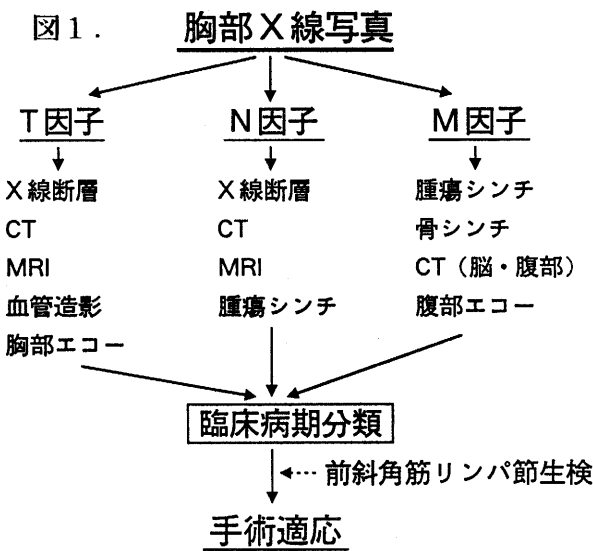 図1．
胸部X線写真
T因子
X線断層
CT
MRI
血管造影
胸部エコー
N因子
X線断層
CT
MRI
腫瘍シンチ
M因子
腫瘍シンチ
骨シンチ
CT（脳・腹部）
腹部エコー
臨床病期分類
前斜角筋リンパ節生検
手術適応